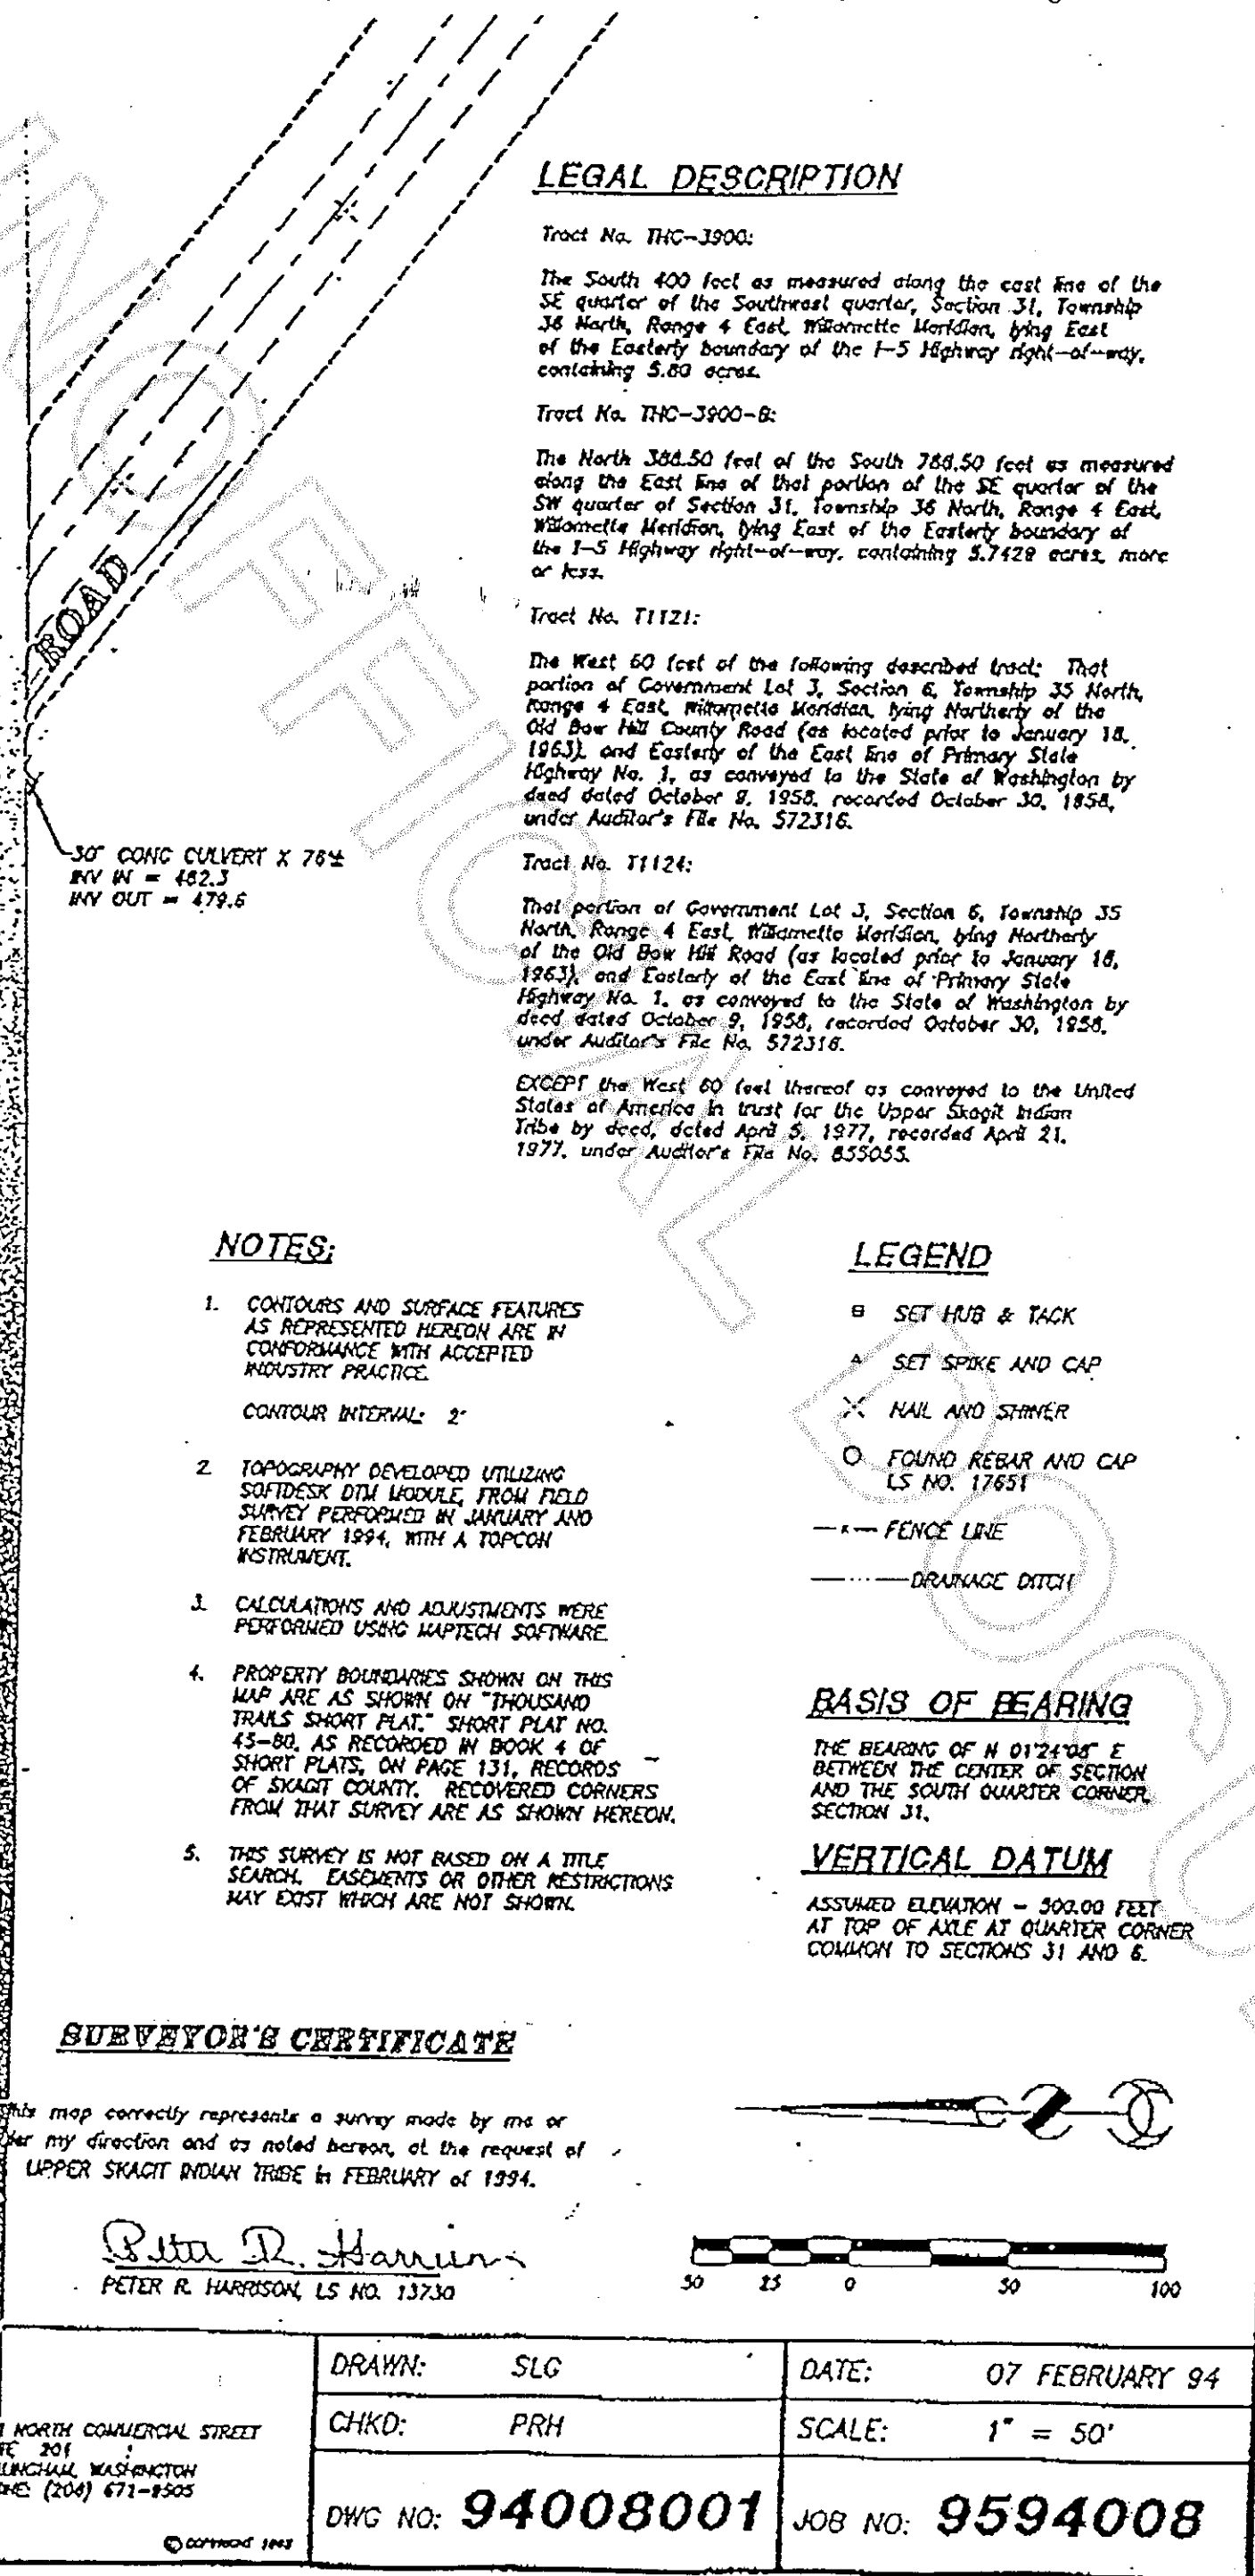 LEGAL DESCRIPTION
Tract No. THC-3900:
The South 400 feet as measured along the east line of the
SE quarter of the Southwest quarter, Section 31, Township
36 North, Range 4 East, Willamette Meridian, lying East
of the Easterly boundary of the I-5 Highway right-of-way,
containing 5.80 acres.
Tract No. THC-3900-B:
The North 388.50 feet of the South 788.50 feet as measured
along the East line of that portion of the SE quarter of the
SW quarter of Section 31, Township 36 North, Range 4 East,
Willamette Meridian, lying East of the Easterly boundary of
the I-5 Highway right-of-way, containing 5.7429 acres, more
or less.
ROAD
Tract No. T1121:
The West 60 feet of the following described tract: That
portion of Government Lot 3, Section 6, Township 35 North,
Range 4 East, Willamette Meridian, lying Northerly of the
Old Bow Hill County Road (as located prior to January 18,
1963), and Easterly of the East line of Primary State
Highway No. 1, as conveyed to the State of Washington by
deed dated October 9, 1958, recorded October 30, 1958,
under Auditor's File No. 572316.
30" CONC CULVERT X 76'±
INV IN = 482.3
INV OUT = 479.6
Tract No. T1124:
That portion of Government Lot 3, Section 6, Township 35
North, Range 4 East, Willamette Meridian, lying Northerly
of the Old Bow Hill Road (as located prior to January 18,
1963), and Easterly of the East line of Primary State
Highway No. 1, as conveyed to the State of Washington by
deed dated October 9, 1958, recorded October 30, 1958,
under Auditor's File No. 572316.
EXCEPT the West 60 feet thereof as conveyed to the United
States of America in trust for the Upper Skagit Indian
Tribe by deed, dated April 5, 1977, recorded April 21,
1977, under Auditor's File No. 855055.
NOTES:
1. CONTOURS AND SURFACE FEATURES
AS REPRESENTED HEREON ARE IN
CONFORMANCE WITH ACCEPTED
INDUSTRY PRACTICE.
CONTOUR INTERVAL: 2'
2. TOPOGRAPHY DEVELOPED UTILIZING
SOFTDESK DTM MODULE, FROM FIELD
SURVEY PERFORMED IN JANUARY AND
FEBRUARY 1994, WITH A TOPCON
INSTRUMENT.
3. CALCULATIONS AND ADJUSTMENTS WERE
PERFORMED USING MAPTECH SOFTWARE.
4. PROPERTY BOUNDARIES SHOWN ON THIS
MAP ARE AS SHOWN ON "THOUSAND
TRAILS SHORT PLAT." SHORT PLAT NO.
45-80, AS RECORDED IN BOOK 4 OF
SHORT PLATS, ON PAGE 131, RECORDS
OF SKAGIT COUNTY. RECOVERED CORNERS
FROM THAT SURVEY ARE AS SHOWN HEREON.
5. THIS SURVEY IS NOT BASED ON A TITLE
SEARCH. EASEMENTS OR OTHER RESTRICTIONS
MAY EXIST WHICH ARE NOT SHOWN.
LEGEND
SET HUB & TACK
SET SPIKE AND CAP
NAIL AND SHINER
FOUND REBAR AND CAP
LS NO. 17651
FENCE LINE
DRAINAGE DITCH
BASIS OF BEARING
THE BEARING OF N 01°24'05" E
BETWEEN THE CENTER OF SECTION
AND THE SOUTH QUARTER CORNER,
SECTION 31.
VERTICAL DATUM
ASSUMED ELEVATION - 500.00 FEET
AT TOP OF AXLE AT QUARTER CORNER
COMMON TO SECTIONS 31 AND 6.
SURVEYOR'S CERTIFICATE
This map correctly represents a survey made by me or
der my direction and as noted hereon, at the request of
UPPER SKAGIT INDIAN TRIBE in FEBRUARY of 1994.
Peter R. Harrison
PETER R. HARRISON, LS NO. 13730
50 25 0 50 100
DRAWN: SLG
DATE: 07 FEBRUARY 94
CHKD: PRH
SCALE: 1" = 50'
NORTH COMMERCIAL STREET
TE 201
LINGHAM, WASHINGTON
ONE: (206) 671-9505
© COPYRIGHT 1993
DWG NO: 94008001
JOB NO: 9594008
UNOFFICIAL DOCU